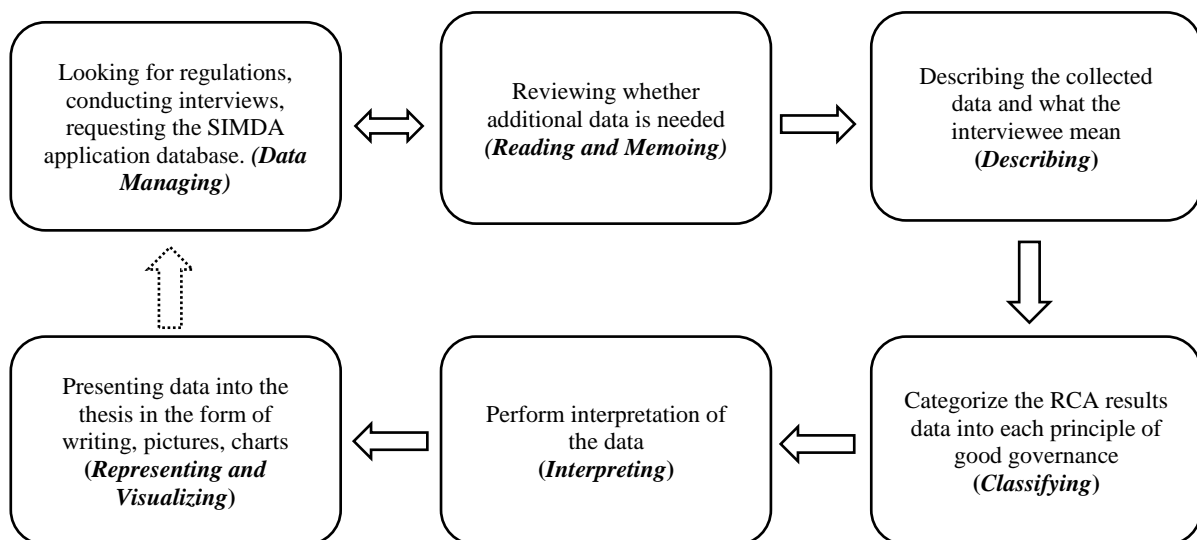 Looking for regulations,
conducting interviews,
requesting the SIMDA
application database. (Data
Managing)
Reviewing whether
additional data is needed
(Reading and Memoing)
Describing the collected
data and what the
interviewee mean
(Describing)
Presenting data into the
thesis in the form of
writing, pictures, charts
(Representing and
Visualizing)
Perform interpretation of
the data
(Interpreting)
Categorize the RCA results
data into each principle of
good governance
(Classifying)